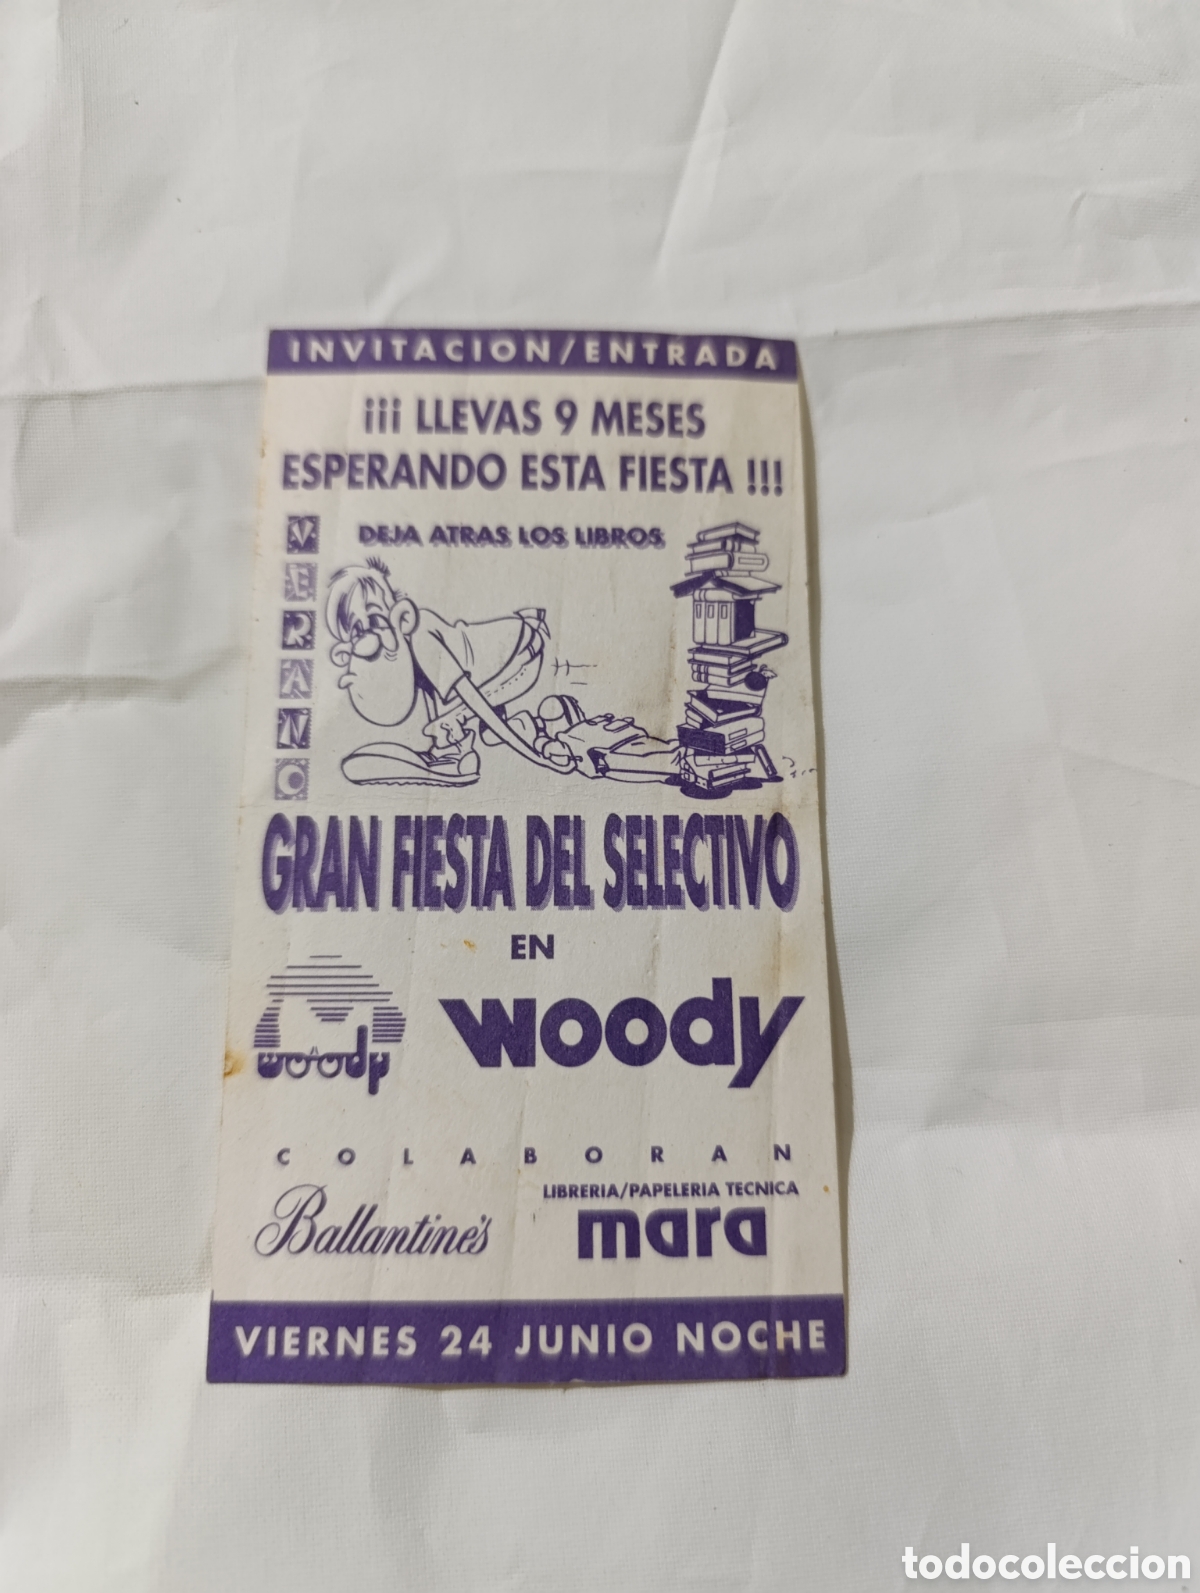 INVITACION/ENTRADA
¡¡¡ LLEVAS 9 MESES
ESPERANDO ESTA FIESTA !!!
DEJA ATRAS LOS LIBROS
VERANO
GRAN FIESTA DEL SELECTIVO
EN
woody
woody
COLABORAN
Ballantine's
LIBRERIA/PAPELERIA TECNICA
mara
VIERNES 24 JUNIO NOCHE
todocoleccion